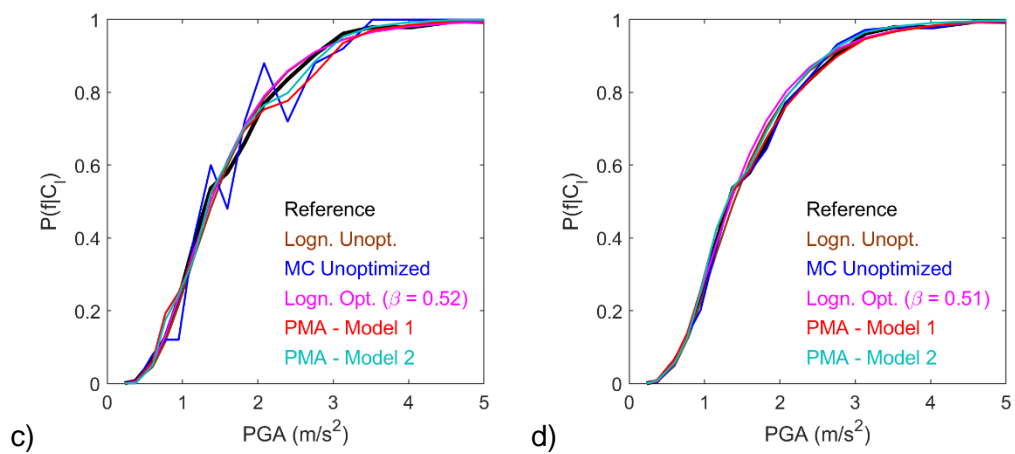 1
0.8
0.6
0.4
0.2
0
P(f|C_l)
Reference
Logn. Unopt.
MC Unoptimized
Logn. Opt. (β = 0.52)
PMA - Model 1
PMA - Model 2
0 1 2 3 4 5
PGA (m/s²)
c)
1
0.8
0.6
0.4
0.2
0
P(f|C_l)
Reference
Logn. Unopt.
MC Unoptimized
Logn. Opt. (β = 0.51)
PMA - Model 1
PMA - Model 2
0 1 2 3 4 5
PGA (m/s²)
d)